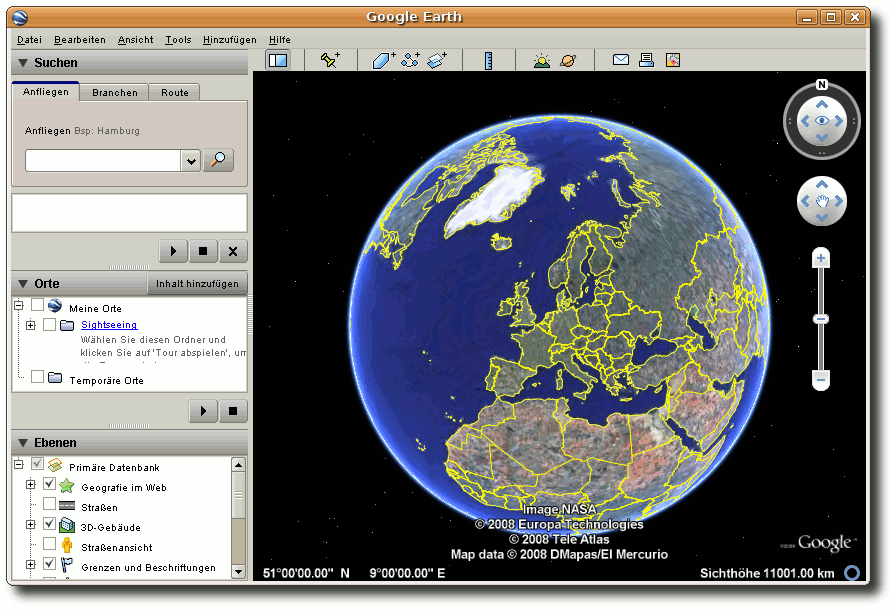 Google Earth
Datei Bearbeiten Ansicht Tools Hinzufügen Hilfe
Suchen
Anfliegen Branchen Route
Anfliegen Bsp: Hamburg
Orte Inhalt hinzufügen
Meine Orte
Sightseeing
Wählen Sie diesen Ordner und
klicken Sie auf 'Tour abspielen', um
Temporäre Orte
Ebenen
Primäre Datenbank
Geografie im Web
Straßen
3D-Gebäude
Straßenansicht
Grenzen und Beschriftungen
N
Image NASA
© 2008 Europa Technologies
© 2008 Tele Atlas
Map data © 2008 DMapas/El Mercurio
Google
51°00'00.00" N 9°00'00.00" E
Sichthöhe 11001.00 km